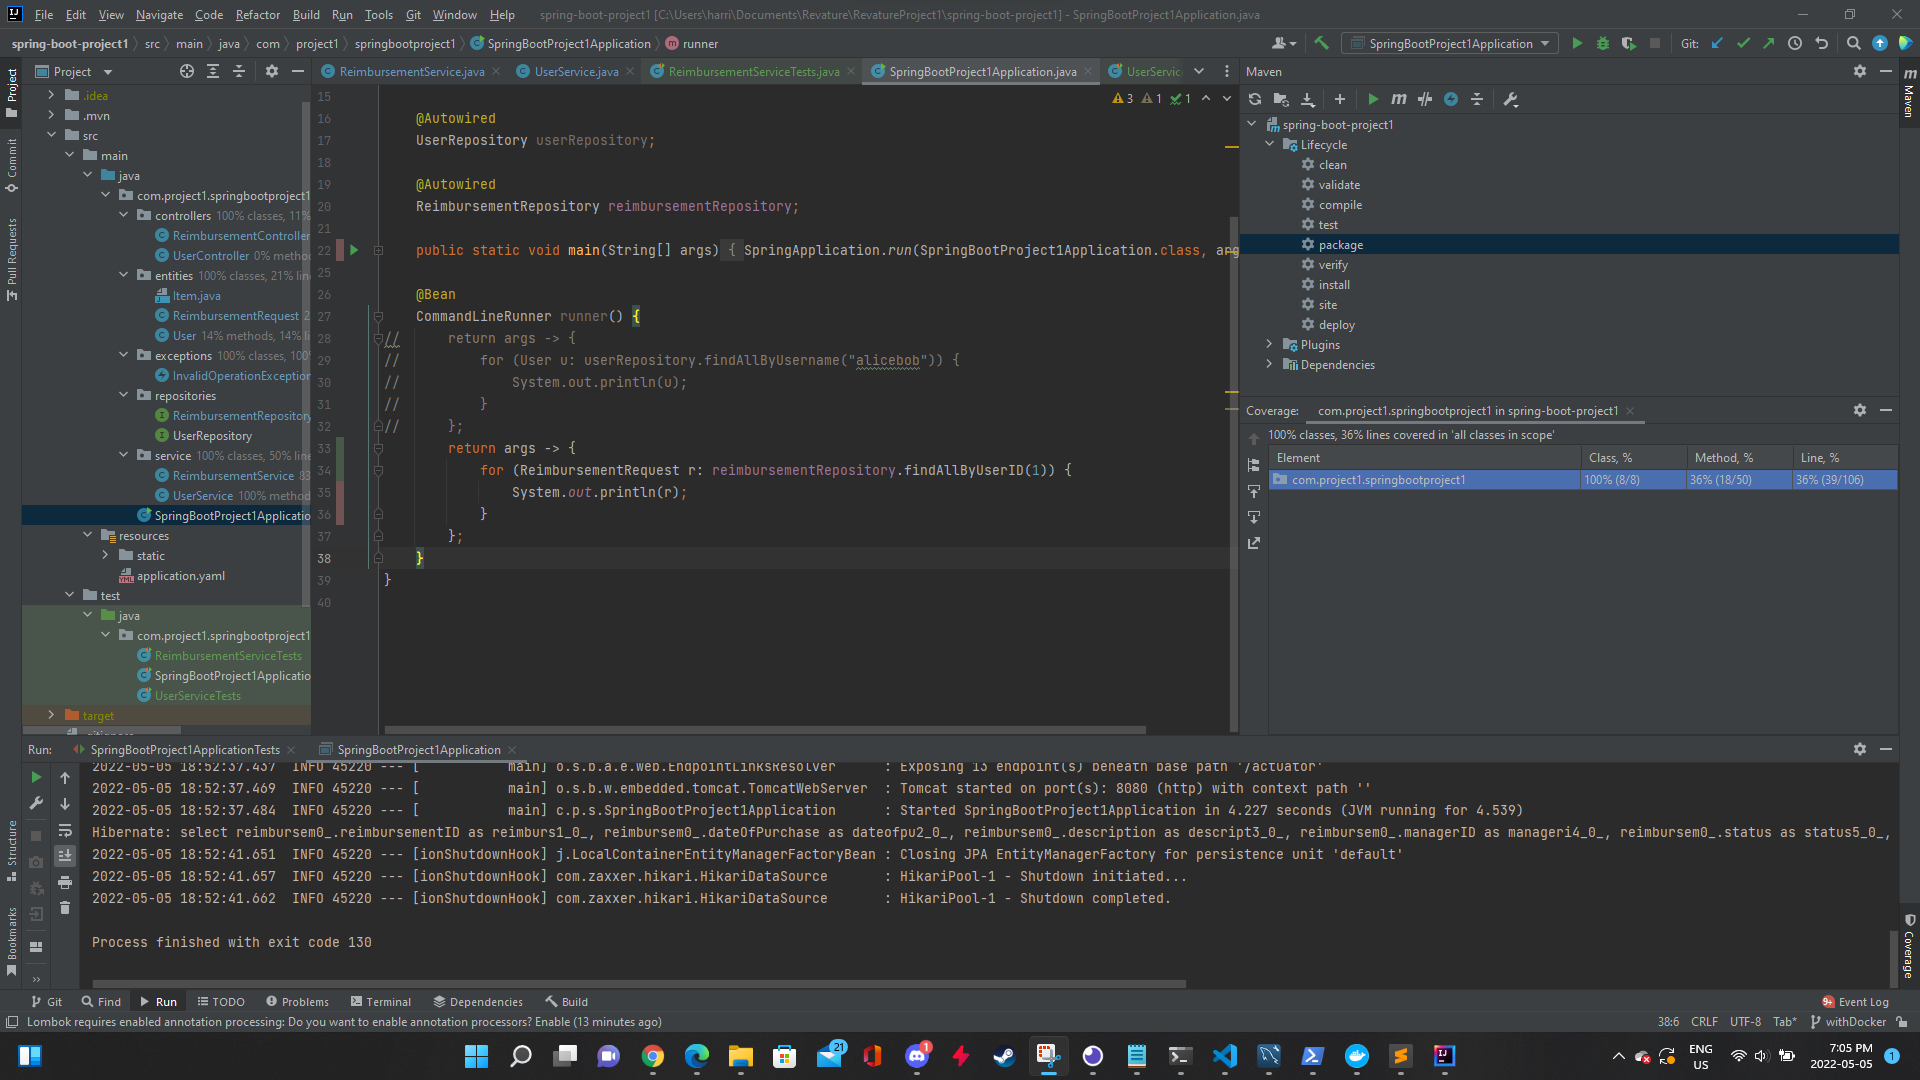 File Edit View Navigate Code Refactor Build Run Tools Git Window Help spring-boot-project1 [C:\Users\harri\Documents\Revature\RevatureProject1\spring-boot-project1] - SpringBootProject1Application.java
spring-boot-project1 src main java com project1 springbootproject1 SpringBootProject1Application runner
SpringBootProject1Application Git:
Project
ReimbursementService.java UserService.java ReimbursementServiceTests.java SpringBootProject1Application.java UserServic
Maven
Project
Commit
Pull Requests
Structure
Bookmarks
.idea
.mvn
src
main
java
com.project1.springbootproject1
controllers 100% classes, 11%
ReimbursementController
UserController 0% metho
entities 100% classes, 21% line
Item.java
ReimbursementRequest 2
User 14% methods, 14% li
exceptions 100% classes, 100%
InvalidOperationException
repositories
ReimbursementRepository
UserRepository
service 100% classes, 50% line
ReimbursementService 83
UserService 100% method
SpringBootProject1Applicatio
resources
static
application.yaml
test
java
com.project1.springbootproject1
ReimbursementServiceTests
SpringBootProject1Applicatio
UserServiceTests
target
.gitignore
3 1 1
15
16 @Autowired
17 UserRepository userRepository;
18
19 @Autowired
20 ReimbursementRepository reimbursementRepository;
21
22 public static void main(String[] args) { SpringApplication.run(SpringBootProject1Application.class, arg
25
26 @Bean
27 CommandLineRunner runner() {
28 // return args -> {
29 // for (User u: userRepository.findAllByUsername("alicebob")) {
30 // System.out.println(u);
31 // }
32 // };
33 return args -> {
34 for (ReimbursementRequest r: reimbursementRepository.findAllByUserID(1)) {
35 System.out.println(r);
36 }
37 };
38 }
39 }
40
spring-boot-project1
Lifecycle
clean
validate
compile
test
package
verify
install
site
deploy
Plugins
Dependencies
Maven
Coverage: com.project1.springbootproject1 in spring-boot-project1
100% classes, 36% lines covered in 'all classes in scope'
Element Class, % Method, % Line, %
com.project1.springbootproject1 100% (8/8) 36% (18/50) 36% (39/106)
Coverage
Run: SpringBootProject1ApplicationTests SpringBootProject1Application
2022-05-05 18:52:37.437 INFO 45220 --- [ main] o.s.b.a.e.web.EndpointLinksResolver : Exposing 13 endpoint(s) beneath base path '/actuator'
2022-05-05 18:52:37.469 INFO 45220 --- [ main] o.s.b.w.embedded.tomcat.TomcatWebServer : Tomcat started on port(s): 8080 (http) with context path ''
2022-05-05 18:52:37.484 INFO 45220 --- [ main] c.p.s.SpringBootProject1Application : Started SpringBootProject1Application in 4.227 seconds (JVM running for 4.539)
Hibernate: select reimbursem0_.reimbursementID as reimburs1_0_, reimbursem0_.dateOfPurchase as dateofpu2_0_, reimbursem0_.description as descript3_0_, reimbursem0_.managerID as manageri4_0_, reimbursem0_.status as status5_0_,
2022-05-05 18:52:41.651 INFO 45220 --- [ionShutdownHook] j.LocalContainerEntityManagerFactoryBean : Closing JPA EntityManagerFactory for persistence unit 'default'
2022-05-05 18:52:41.657 INFO 45220 --- [ionShutdownHook] com.zaxxer.hikari.HikariDataSource : HikariPool-1 - Shutdown initiated...
2022-05-05 18:52:41.662 INFO 45220 --- [ionShutdownHook] com.zaxxer.hikari.HikariDataSource : HikariPool-1 - Shutdown completed.
Process finished with exit code 130
Git Find Run TODO Problems Terminal Dependencies Build 9+ Event Log
Lombok requires enabled annotation processing: Do you want to enable annotation processors? Enable (13 minutes ago) 38:6 CRLF UTF-8 Tab* withDocker
21 1
ENG
US
7:05 PM
2022-05-05
1